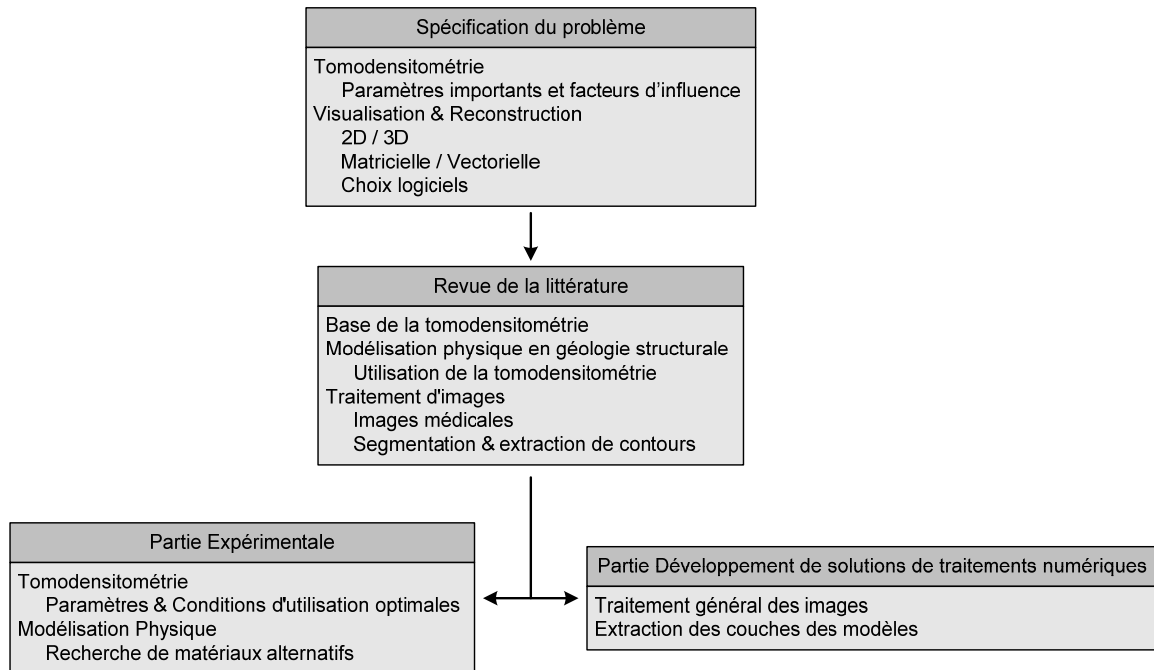 Spécification du problème
Tomodensitométrie
Paramètres importants et facteurs d’influence
Visualisation & Reconstruction
2D / 3D
Matricielle / Vectorielle
Choix logiciels
Revue de la littérature
Base de la tomodensitométrie
Modélisation physique en géologie structurale
Utilisation de la tomodensitométrie
Traitement d'images
Images médicales
Segmentation & extraction de contours
Partie Expérimentale
Tomodensitométrie
Paramètres & Conditions d'utilisation optimales
Modélisation Physique
Recherche de matériaux alternatifs
Partie Développement de solutions de traitements numériques
Traitement général des images
Extraction des couches des modèles